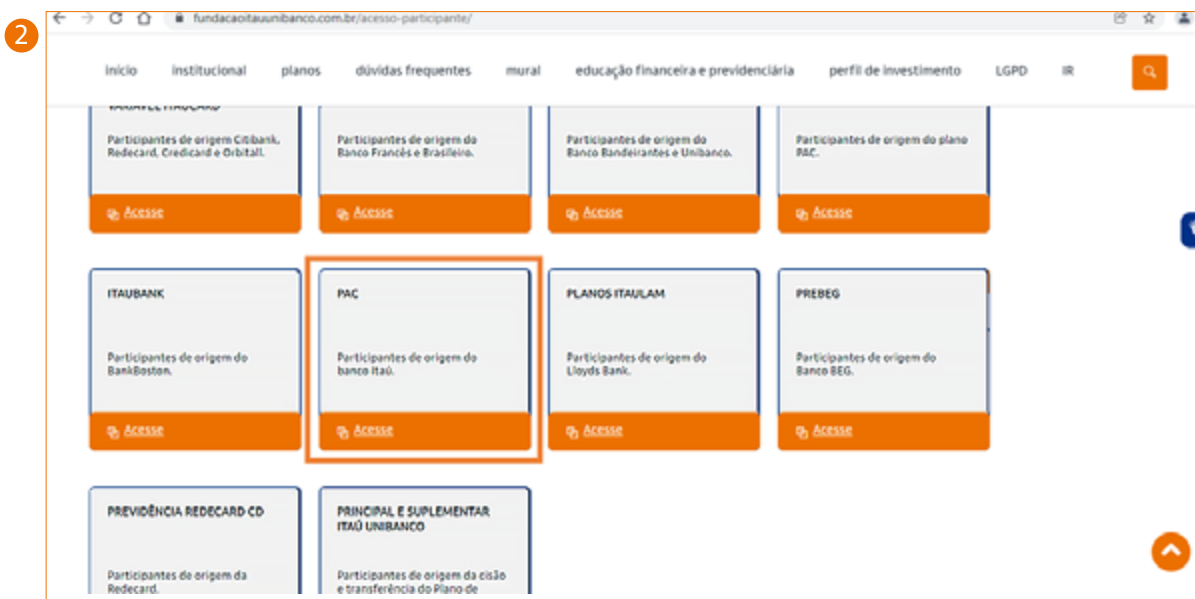 2
fundacaoitauunibanco.com.br/acesso-participante/
início institucional planos dúvidas frequentes mural educação financeira e previdenciária perfil de investimento LGPD IR
VARIÁVEL ITAUCARD
Participantes de origem Citibank,
Redecard, Credicard e Orbitall.
Acesse
Participantes de origem do
Banco Francês e Brasileiro.
Acesse
Participantes de origem do
Banco Bandeirantes e Unibanco.
Acesse
Participantes de origem do plano
PAC.
Acesse
ITAUBANK
Participantes de origem do
BankBoston.
Acesse
PAC
Participantes de origem do
banco Itaú.
Acesse
PLANOS ITAULAM
Participantes de origem do
Lloyds Bank.
Acesse
PREBEG
Participantes de origem do
Banco BEG.
Acesse
PREVIDÊNCIA REDECARD CD
Participantes de origem da
Redecard.
PRINCIPAL E SUPLEMENTAR
ITAÚ UNIBANCO
Participantes de origem da cisão
e transferência do Plano de